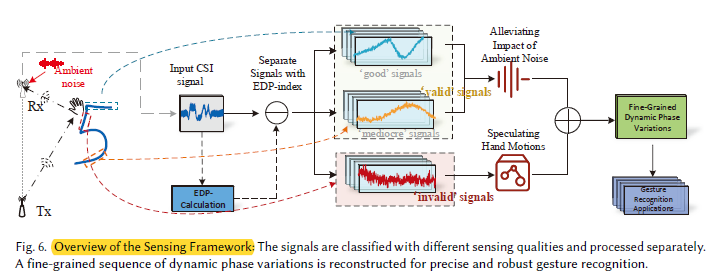 Ambient
noise
Rx
Tx
Input CSI
signal
EDP-
Calculation
Separate
Signals with
EDP-index
'good' signals
'valid' signals
'mediocre' signals
'invalid' signals
Alleviating
Impact of
Ambient Noise
Speculating
Hand Motions
Fine-Grained
Dynamic Phase
Variations
Gesture
Recognition
Applications
Fig. 6. Overview of the Sensing Framework: The signals are classified with different sensing qualities and processed separately.
A fine-grained sequence of dynamic phase variations is reconstructed for precise and robust gesture recognition.